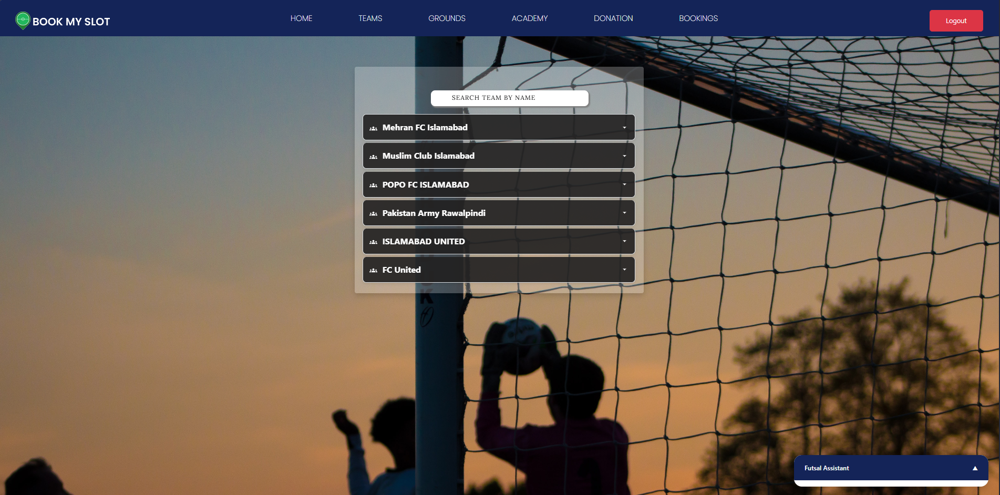 BOOK MY SLOT
HOME TEAMS GROUNDS ACADEMY DONATION BOOKINGS
Logout
SEARCH TEAM BY NAME
Mehran FC Islamabad
Muslim Club Islamabad
POPO FC ISLAMABAD
Pakistan Army Rawalpindi
ISLAMABAD UNITED
FC United
Futsal Assistant